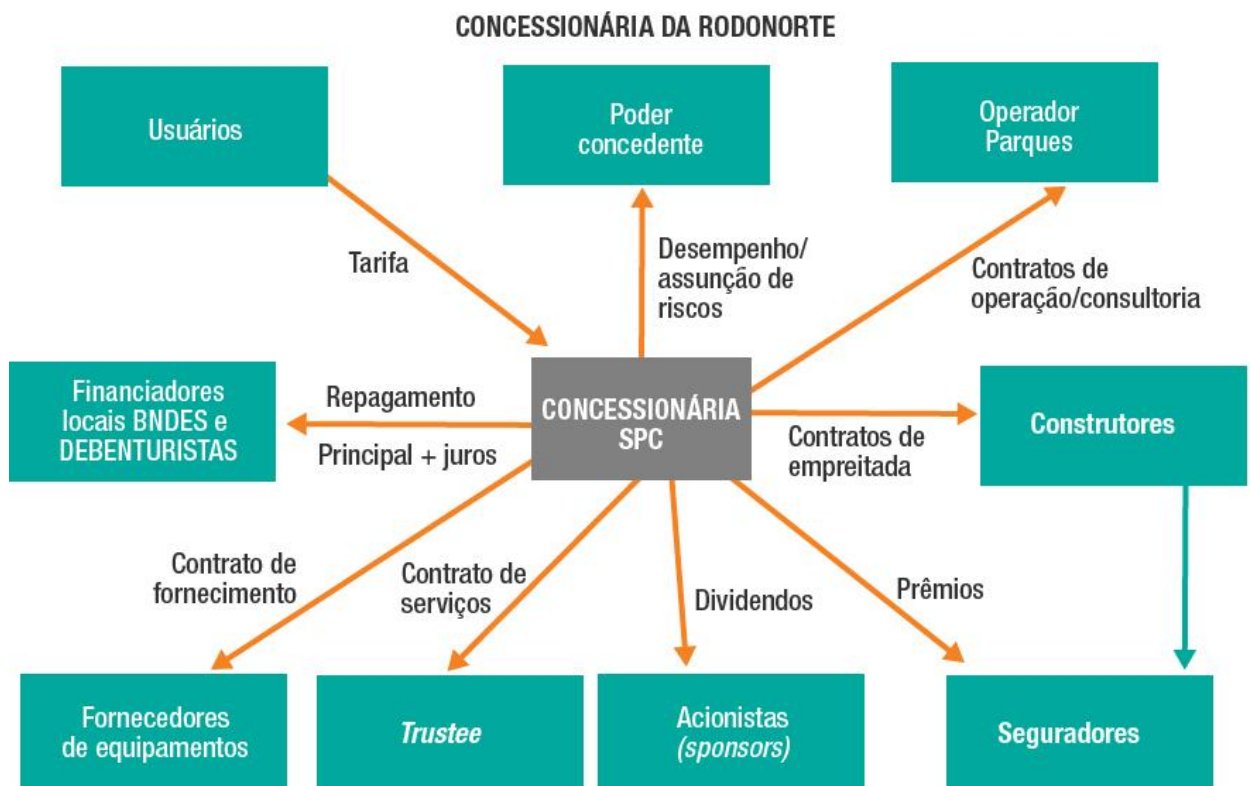 CONCESSIONÁRIA DA RODONORTE
Usuários
Poder
concedente
Operador
Parques
Tarifa
Desempenho/
assunção de
riscos
Contratos de
operação/consultoria
Financiadores
locais BNDES e
DEBENTURISTAS
Repagamento
Principal + juros
CONCESSIONÁRIA
SPC
Contratos de
empreitada
Construtores
Contrato de
fornecimento
Contrato de
serviços
Dividendos
Prêmios
Fornecedores
de equipamentos
Trustee
Acionistas
(sponsors)
Seguradores